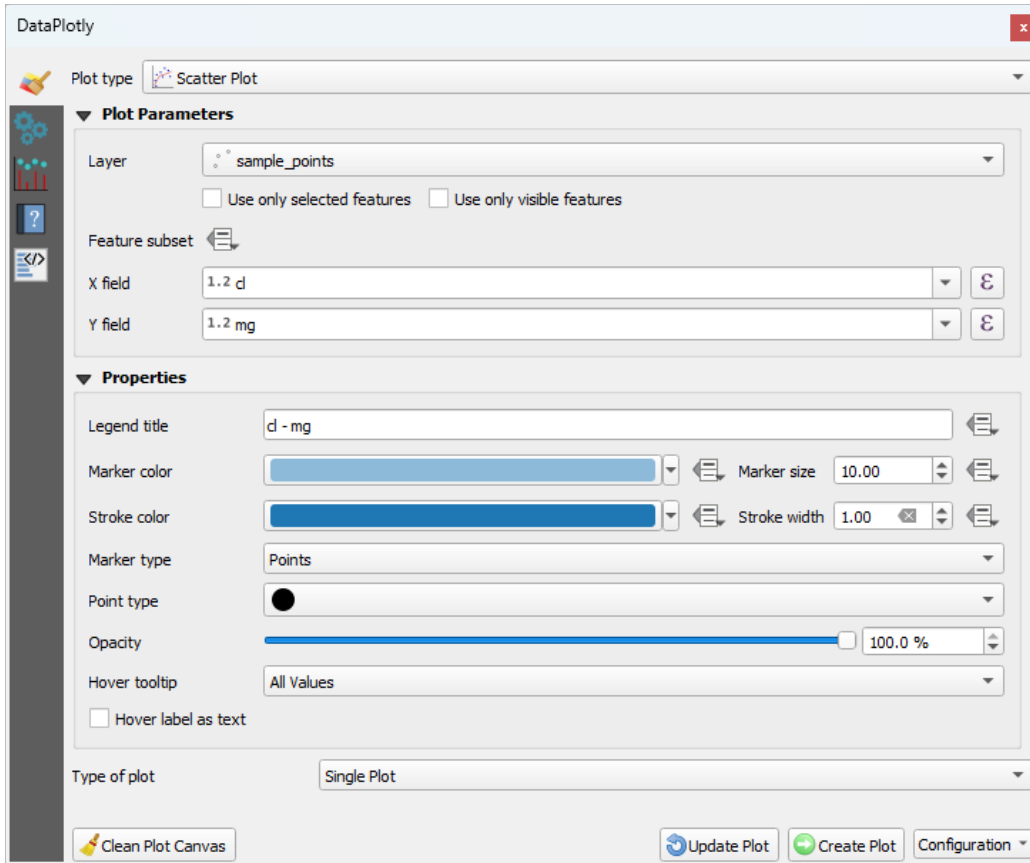 DataPlotly
x
Plot type Scatter Plot
Plot Parameters
Layer sample_points
Use only selected features Use only visible features
Feature subset
X field 1.2 cl ε
Y field 1.2 mg ε
Properties
Legend title cl - mg
Marker color Marker size 10.00
Stroke color Stroke width 1.00
Marker type Points
Point type
Opacity 100.0 %
Hover tooltip All Values
Hover label as text
Type of plot Single Plot
Clean Plot Canvas Update Plot Create Plot Configuration
?
</>